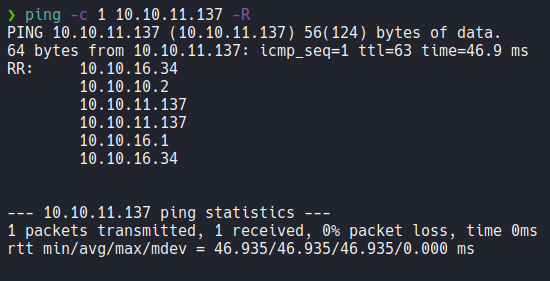 ❯ ping -c 1 10.10.11.137 -R
PING 10.10.11.137 (10.10.11.137) 56(124) bytes of data.
64 bytes from 10.10.11.137: icmp_seq=1 ttl=63 time=46.9 ms
RR:     10.10.16.34
        10.10.10.2
        10.10.11.137
        10.10.11.137
        10.10.16.1
        10.10.16.34
--- 10.10.11.137 ping statistics ---
1 packets transmitted, 1 received, 0% packet loss, time 0ms
rtt min/avg/max/mdev = 46.935/46.935/46.935/0.000 ms